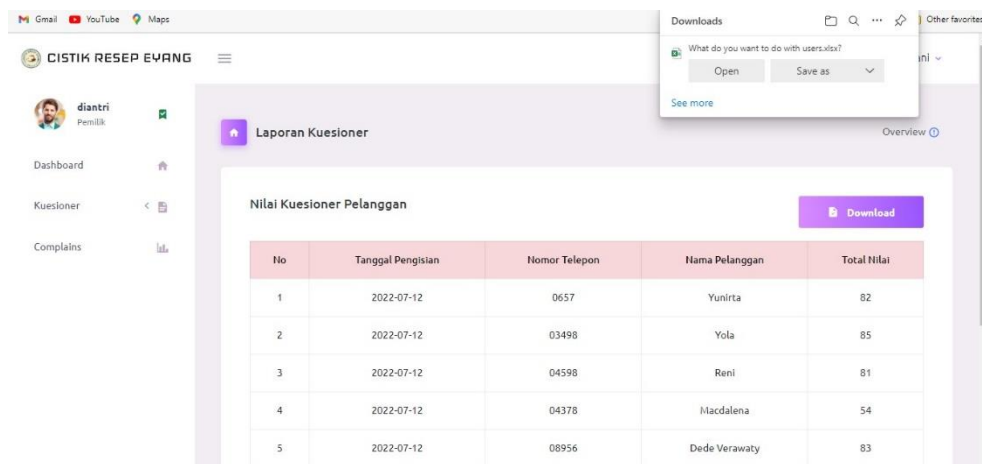 Gmail YouTube Maps
Downloads
Other favorites
What do you want to do with users.xlsx?
Open Save as
See more
CISTIK RESEP EYANG
diantri
Pemilik
Dashboard
Kuesioner
Complains
Laporan Kuesioner
Overview
Nilai Kuesioner Pelanggan
Download
No Tanggal Pengisian Nomor Telepon Nama Pelanggan Total Nilai
1 2022-07-12 0657 Yunirta 82
2 2022-07-12 03498 Yola 85
3 2022-07-12 04598 Reni 81
4 2022-07-12 04378 Macdalena 54
5 2022-07-12 08956 Dede Verawaty 83